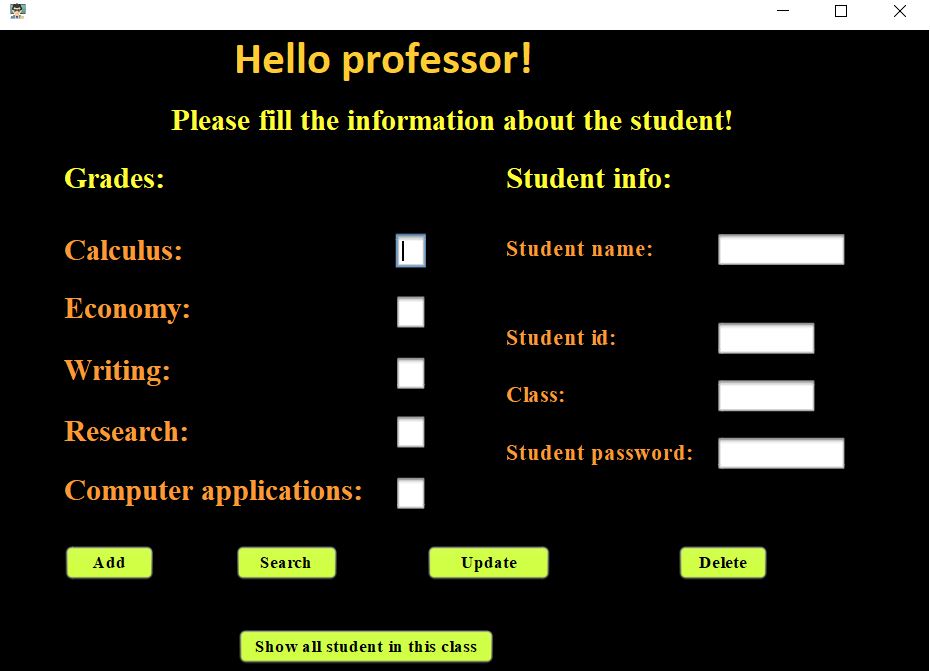 Hello professor!
Please fill the information about the student!
Grades:
Student info:
Calculus:
Student name:
Economy:
Student id:
Writing:
Class:
Research:
Student password:
Computer applications:
Add
Search
Update
Delete
Show all student in this class